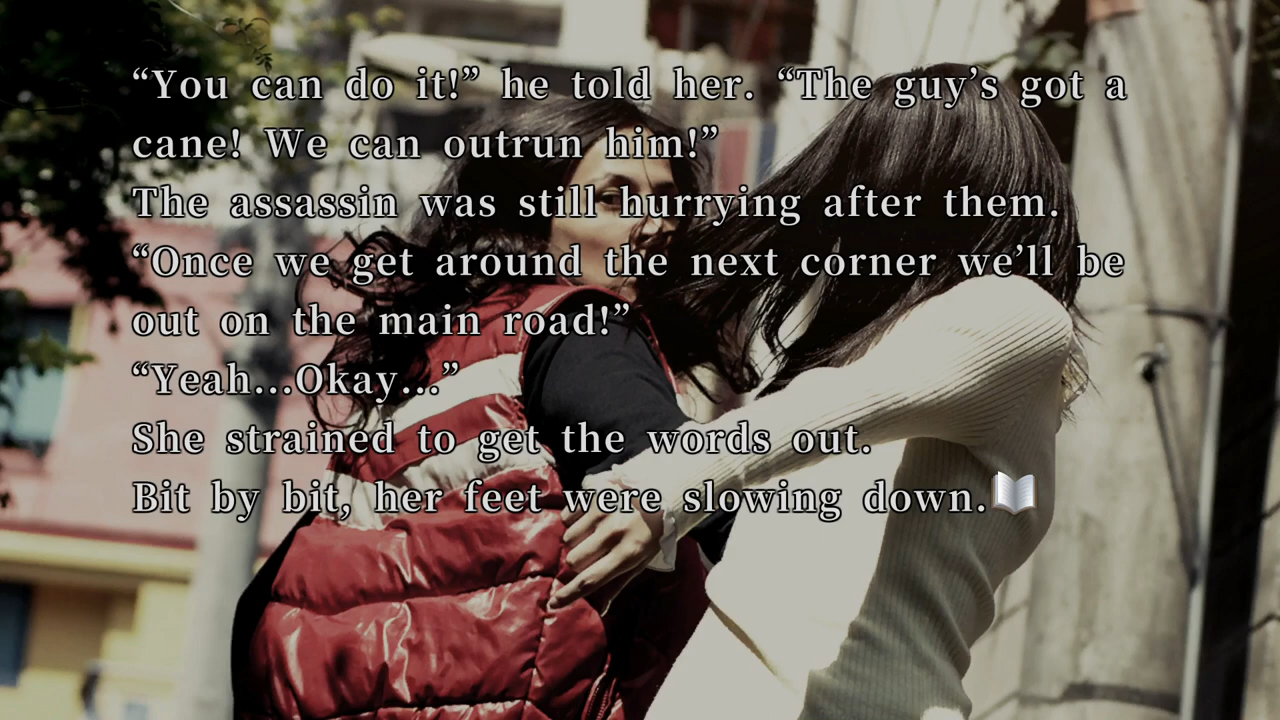 “You can do it!” he told her. “The guy’s got a
cane! We can outrun him!”
The assassin was still hurrying after them.
“Once we get around the next corner we’ll be
out on the main road!”
“Yeah...Okay...”
She strained to get the words out.
Bit by bit, her feet were slowing down.